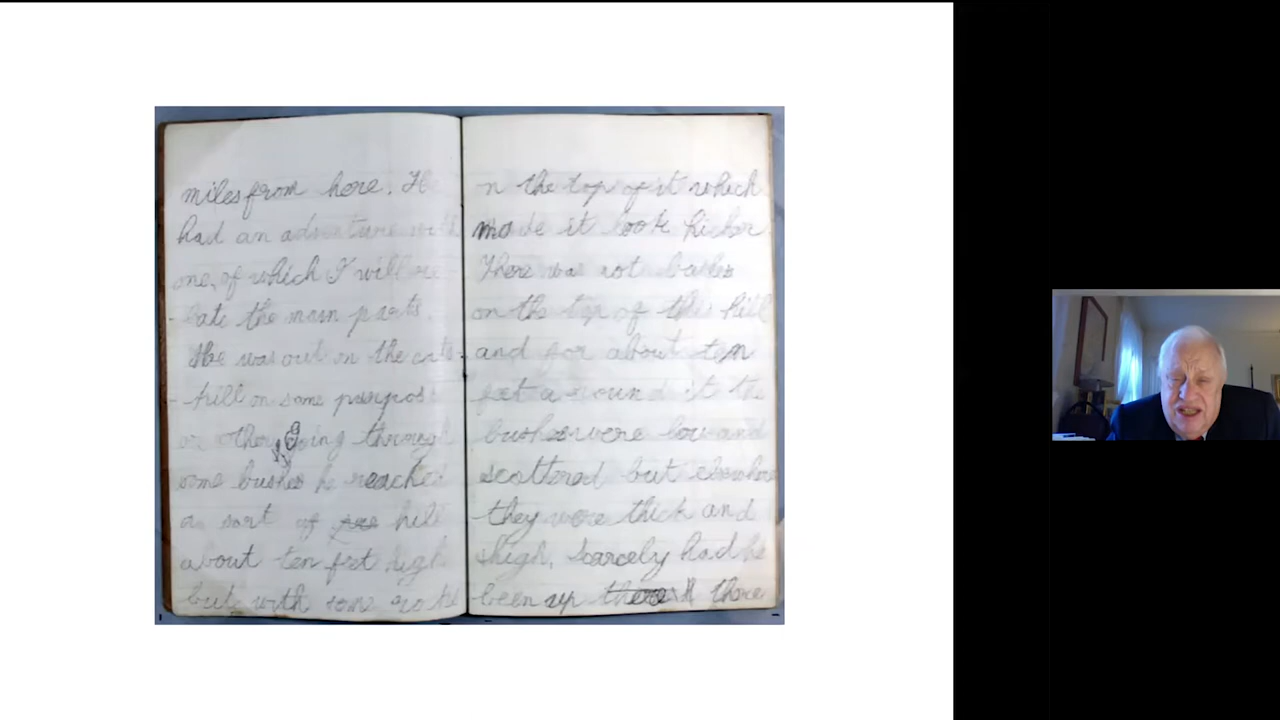 miles from here. He
had an adventure with
one, of which I will re-
-late the main parts.
He was out on the ant-
-hill on some purpose
or other going through
some bushes he reached
a sort of hill
about ten feet high
but with some rocks
n the top of it which
made it look higher.
There was not bushes
on the top of this hill
and for about ten
feet a round it the
bushes were low and
scattered but elsewhere
they were thick and
high. Scarcely had he
been up there